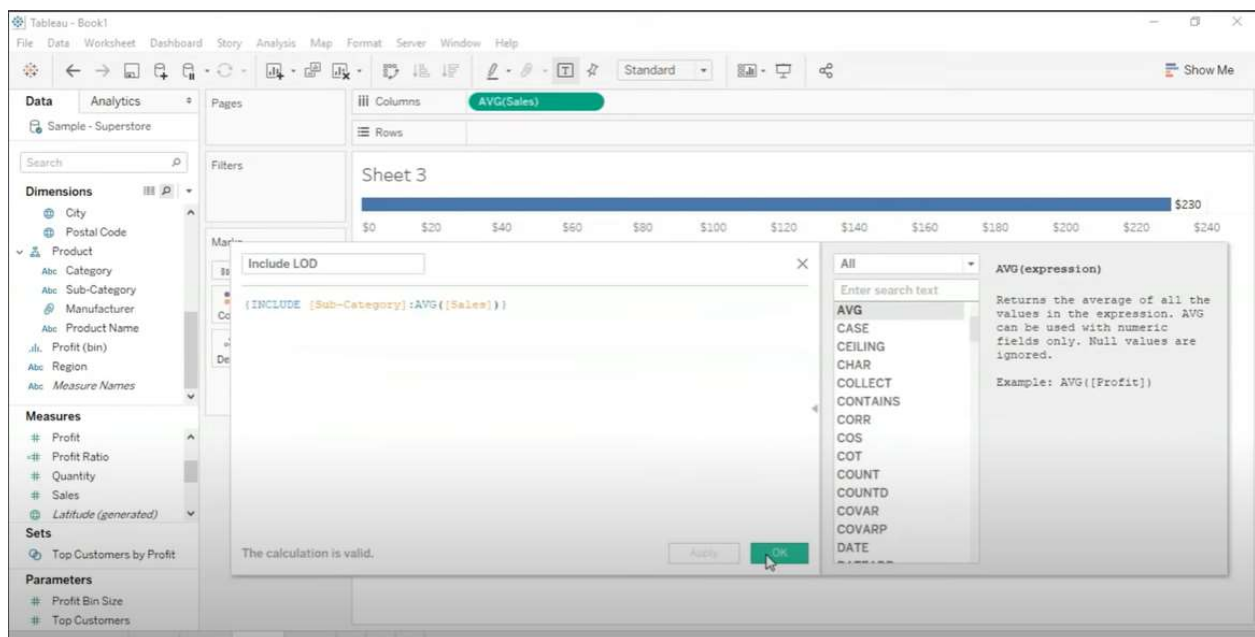 Tableau - Book1
File Data Worksheet Dashboard Story Analysis Map Format Server Window Help
Standard
Show Me
Data Analytics
Pages
Columns AVG(Sales)
Sample - Superstore
Rows
Search
Filters
Sheet 3
Dimensions
City
Postal Code
Product
Abc Category
Abc Sub-Category
Manufacturer
Abc Product Name
Profit (bin)
Abc Region
Abc Measure Names
Measures
# Profit
=# Profit Ratio
# Quantity
# Sales
Latitude (generated)
Sets
Top Customers by Profit
Parameters
# Profit Bin Size
# Top Customers
$230
$0 $20 $40 $60 $80 $100 $120 $140 $160 $180 $200 $220 $240
Include LOD
{INCLUDE [Sub-Category]:AVG([Sales])}
The calculation is valid.
Apply
OK
All
Enter search text
AVG
CASE
CEILING
CHAR
COLLECT
CONTAINS
CORR
COS
COT
COUNT
COUNTD
COVAR
COVARP
DATE
AVG(expression)
Returns the average of all the
values in the expression. AVG
can be used with numeric
fields only. Null values are
ignored.
Example: AVG([Profit])